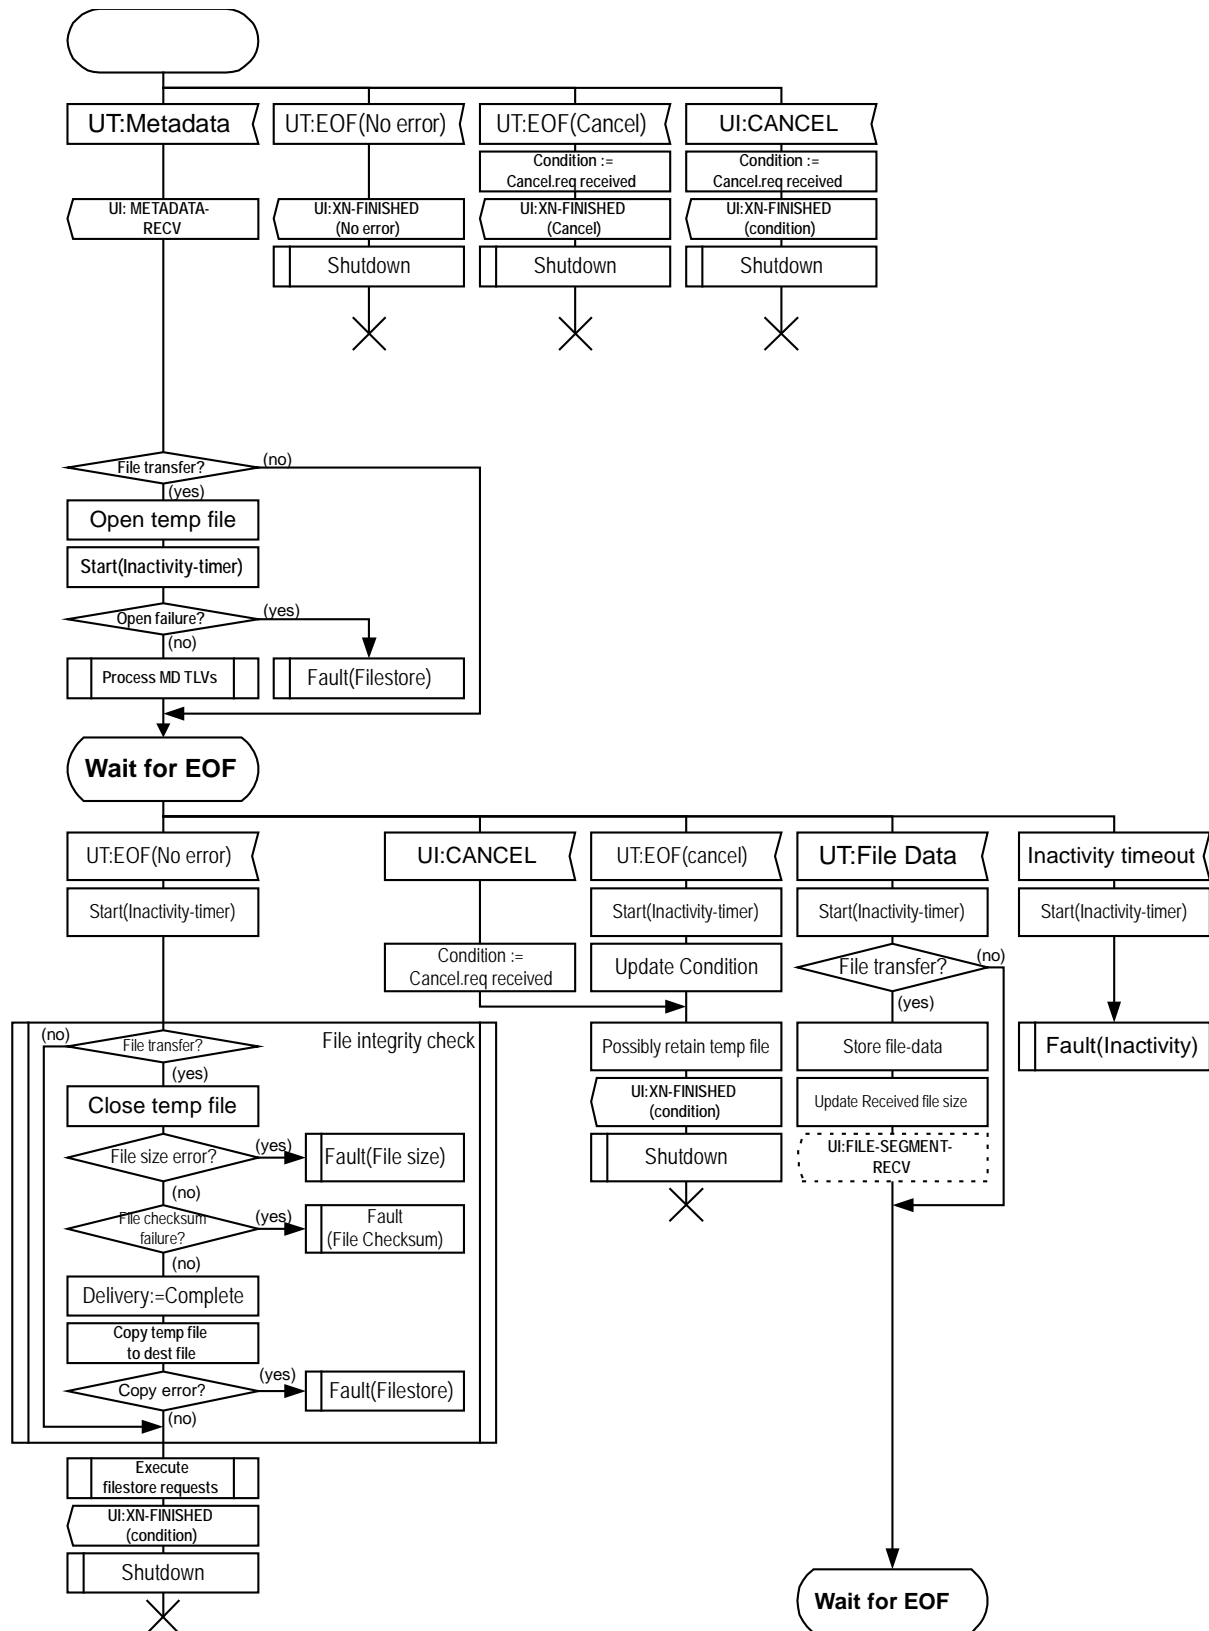 UT:Metadata
UT:EOF(No error)
UT:EOF(Cancel)
UI:CANCEL
Condition :=
Cancel.req received
Condition :=
Cancel.req received
UI: METADATA-
RECV
UI:XN-FINISHED
(No error)
UI:XN-FINISHED
(Cancel)
UI:XN-FINISHED
(condition)
Shutdown
Shutdown
Shutdown
File transfer?
(no)
(yes)
Open temp file
Start(Inactivity-timer)
Open failure?
(yes)
(no)
Process MD TLVs
Fault(Filestore)
Wait for EOF
UT:EOF(No error)
UI:CANCEL
UT:EOF(cancel)
UT:File Data
Inactivity timeout
Start(Inactivity-timer)
Start(Inactivity-timer)
Start(Inactivity-timer)
Start(Inactivity-timer)
Condition :=
Cancel.req received
Update Condition
File transfer?
(no)
(yes)
(no)
File transfer?
File integrity check
Possibly retain temp file
Store file-data
Fault(Inactivity)
(yes)
Close temp file
UI:XN-FINISHED
(condition)
Update Received file size
File size error?
(yes)
Fault(File size)
Shutdown
UI:FILE-SEGMENT-
RECV
(no)
File checksum
failure?
(yes)
Fault
(File Checksum)
(no)
Delivery:=Complete
Copy temp file
to dest file
Copy error?
(yes)
Fault(Filestore)
(no)
Execute
filestore requests
UI:XN-FINISHED
(condition)
Shutdown
Wait for EOF